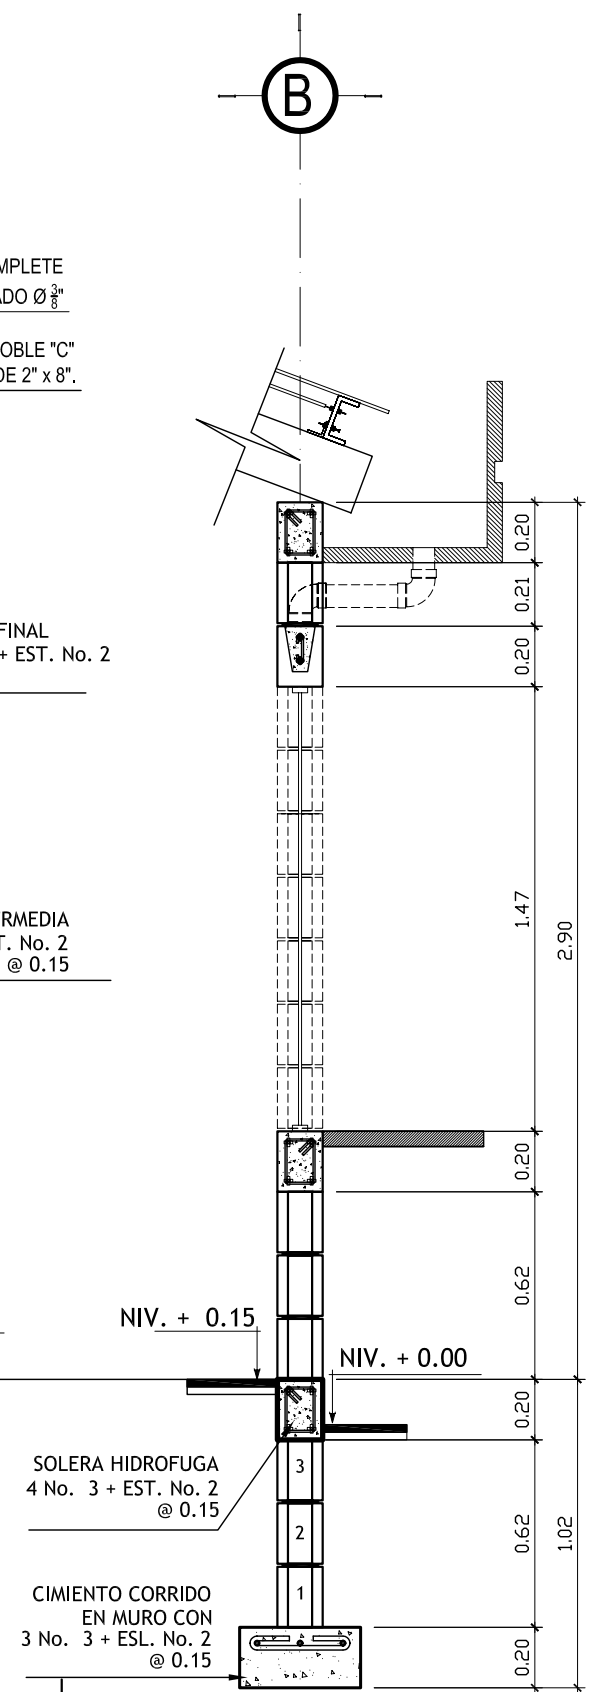 B
MPLETE
ADO Ø 3/8"
OBLE "C"
DE 2" x 8".
0.20
0.21
FINAL
+ EST. No. 2
0.20
RMEDIA
T. No. 2
@ 0.15
1.47
2.90
0.20
0.62
NIV. + 0.15
NIV. + 0.00
0.20
SOLERA HIDROFUGA
4 No. 3 + EST. No. 2
@ 0.15
3
2
1
0.62
1.02
CIMIENTO CORRIDO
EN MURO CON
3 No. 3 + ESL. No. 2
@ 0.15
0.20